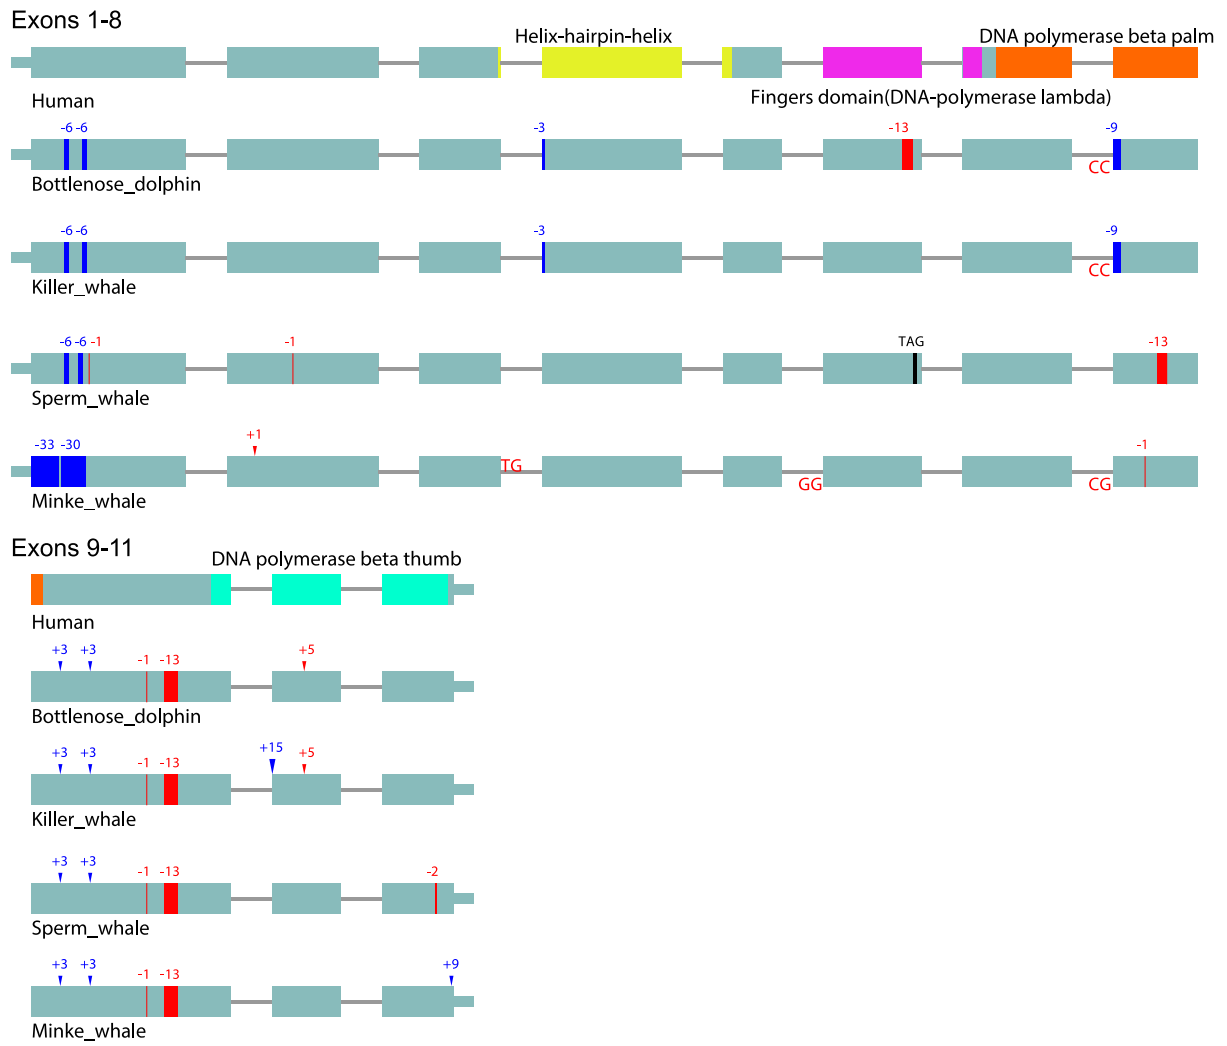 Exons 1-8
Helix-hairpin-helix DNA polymerase beta palm
Human Fingers domain(DNA-polymerase lambda)
-6 -6 -3 -13 -9
CC
Bottlenose_dolphin
-6 -6 -3 -9
CC
Killer_whale
-6 -6 -1 -1 TAG -13
Sperm_whale
-33 -30 +1 -1
TG GG CG
Minke_whale
Exons 9-11
DNA polymerase beta thumb
Human
+3 +3 -1 -13 +5
Bottlenose_dolphin
+3 +3 -1 -13 +15 +5
Killer_whale
+3 +3 -1 -13 -2
Sperm_whale
+3 +3 -1 -13 +9
Minke_whale